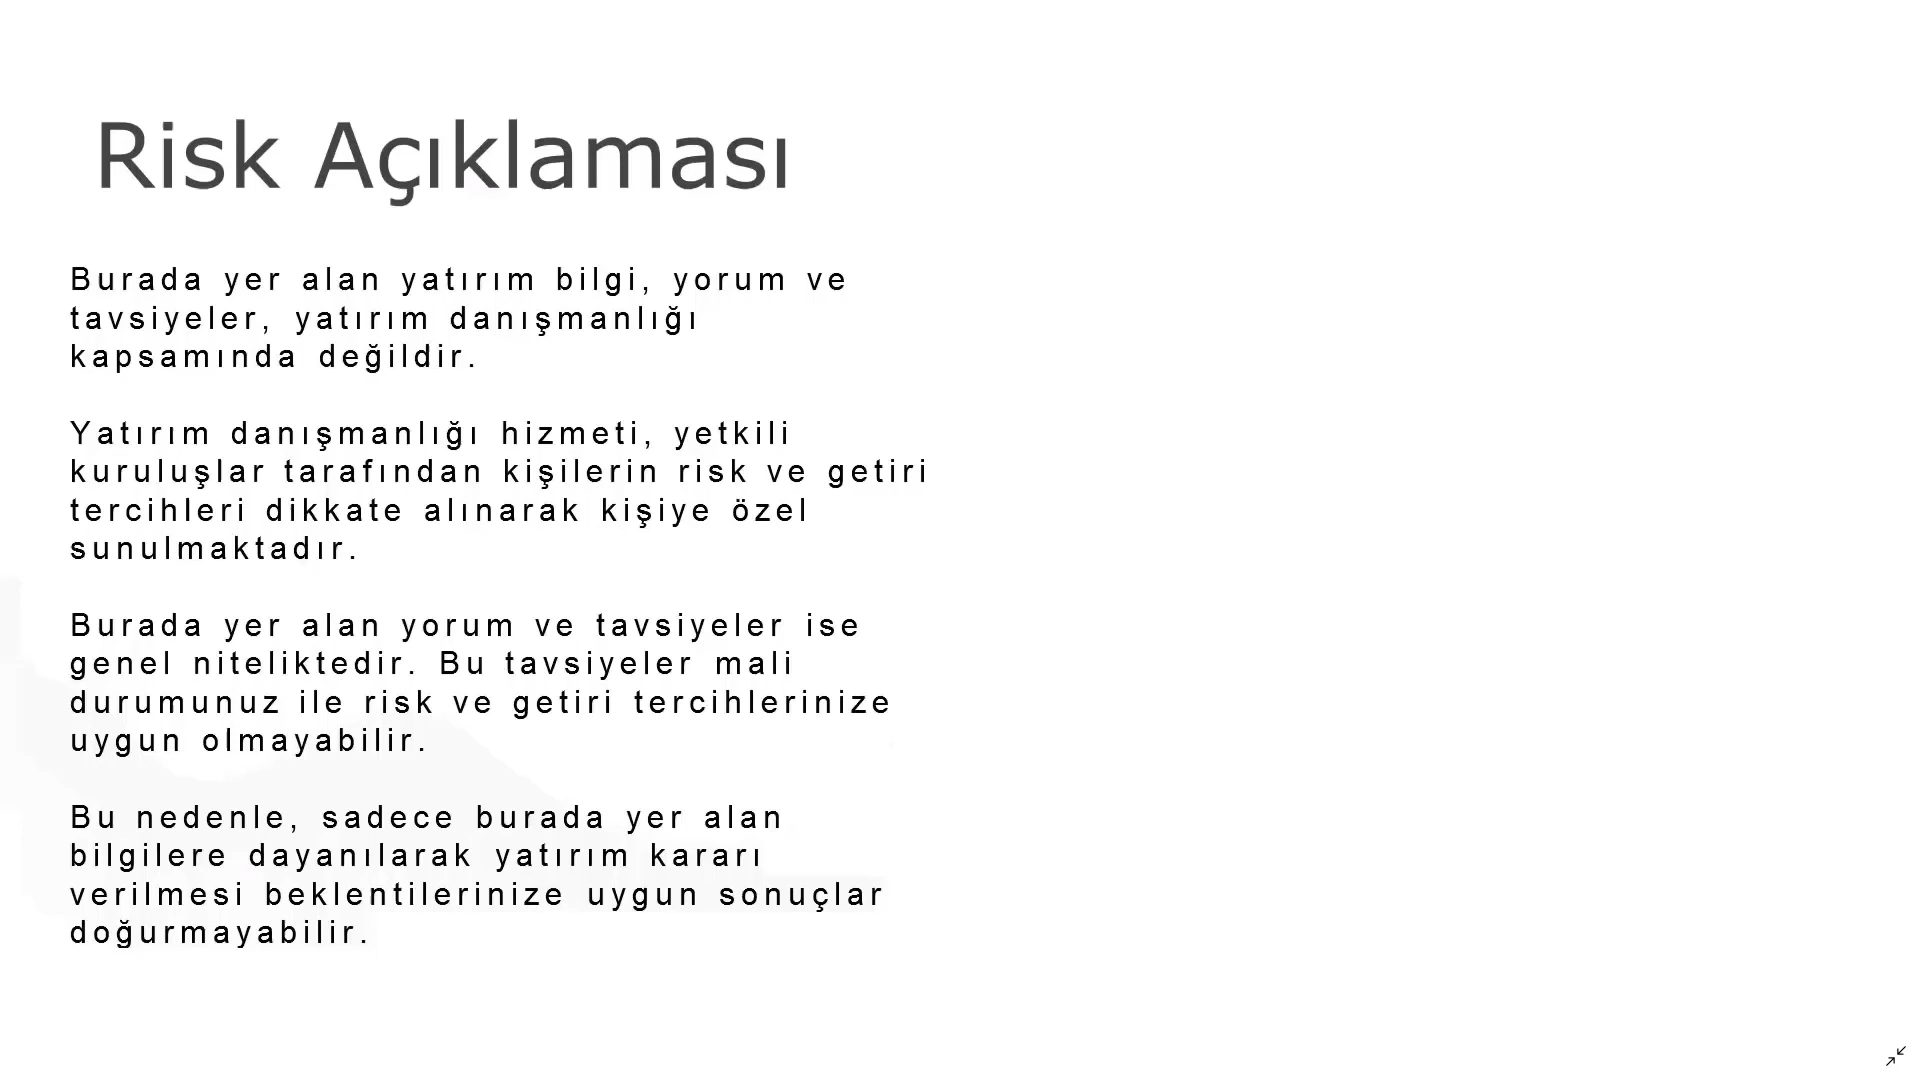 Risk Açıklaması
Burada yer alan yatırım bilgi, yorum ve
tavsiyeler, yatırım danışmanlığı
kapsamında değildir.
Yatırım danışmanlığı hizmeti, yetkili
kuruluşlar tarafından kişilerin risk ve getiri
tercihleri dikkate alınarak kişiye özel
sunulmaktadır.
Burada yer alan yorum ve tavsiyeler ise
genel niteliktedir. Bu tavsiyeler mali
durumunuz ile risk ve getiri tercihlerinize
uygun olmayabilir.
Bu nedenle, sadece burada yer alan
bilgilere dayanılarak yatırım kararı
verilmesi beklentilerinize uygun sonuçlar
doğurmayabilir.